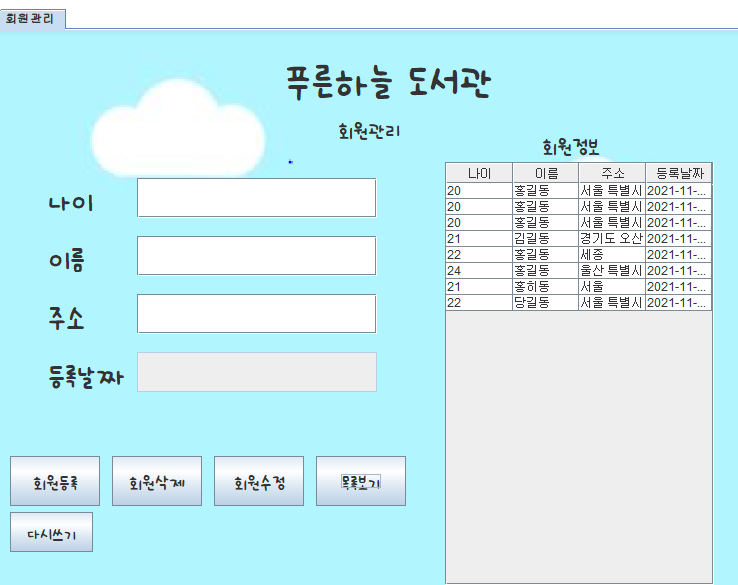 회원관리
푸른하늘 도서관
회원관리
회원정보
나이
이름
주소
등록날짜
나이 이름 주소 등록날짜
20 홍길동 서울 특별시 2021-11-...
20 홍길동 서울 특별시 2021-11-...
20 홍길동 서울 특별시 2021-11-...
21 김길동 경기도 오산 2021-11-...
22 홍길동 세종 2021-11-...
24 홍길동 울산 특별시 2021-11-...
21 홍히동 서울 2021-11-...
22 당길동 서울 특별시 2021-11-...
회원등록 회원삭제 회원수정 목록보기
다시쓰기